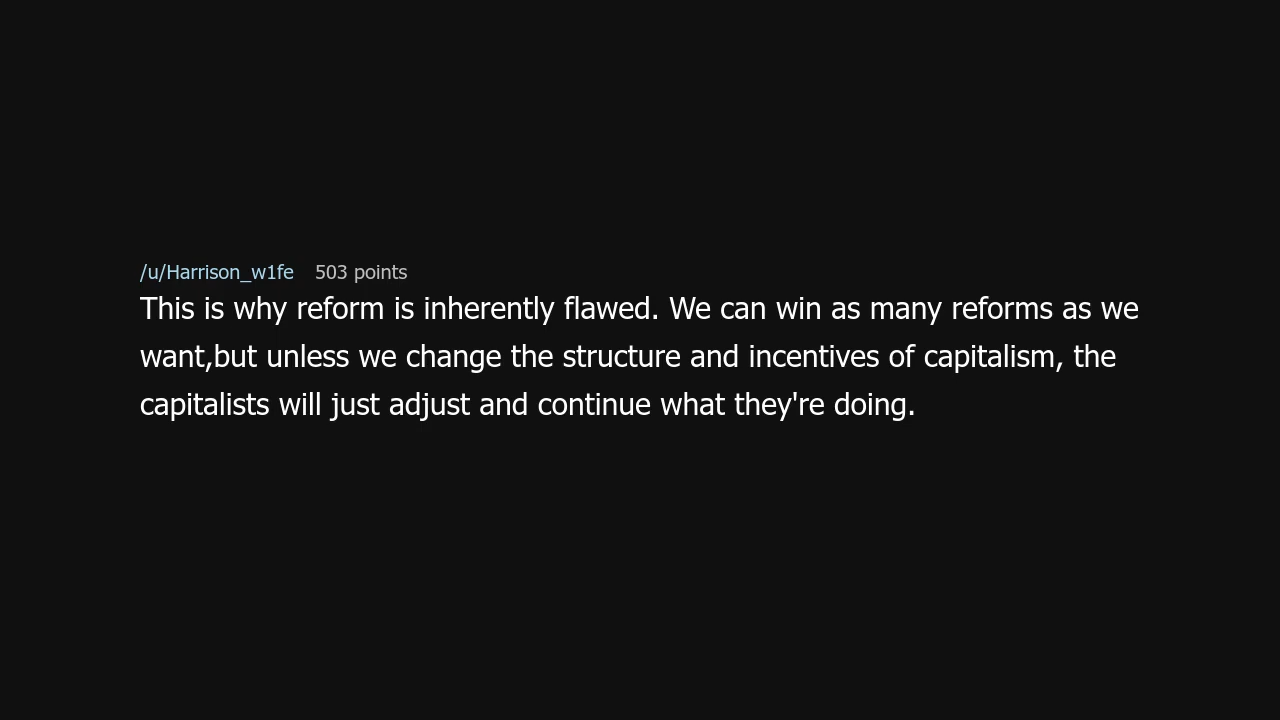 /u/Harrison_w1fe 503 points
This is why reform is inherently flawed. We can win as many reforms as we
want,but unless we change the structure and incentives of capitalism, the
capitalists will just adjust and continue what they're doing.